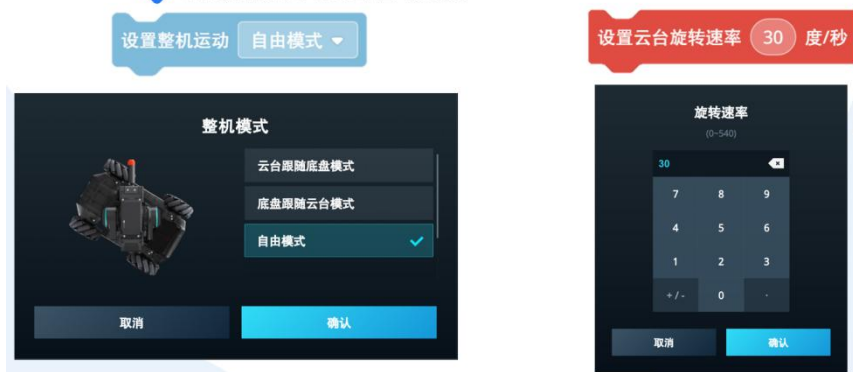 设置整机运动 自由模式
整机模式
云台跟随底盘模式
底盘跟随云台模式
自由模式
取消 确认
设置云台旋转速率 30 度/秒
旋转速率
(0~540)
30
7 8 9
4 5 6
1 2 3
+/- 0 .
取消 确认